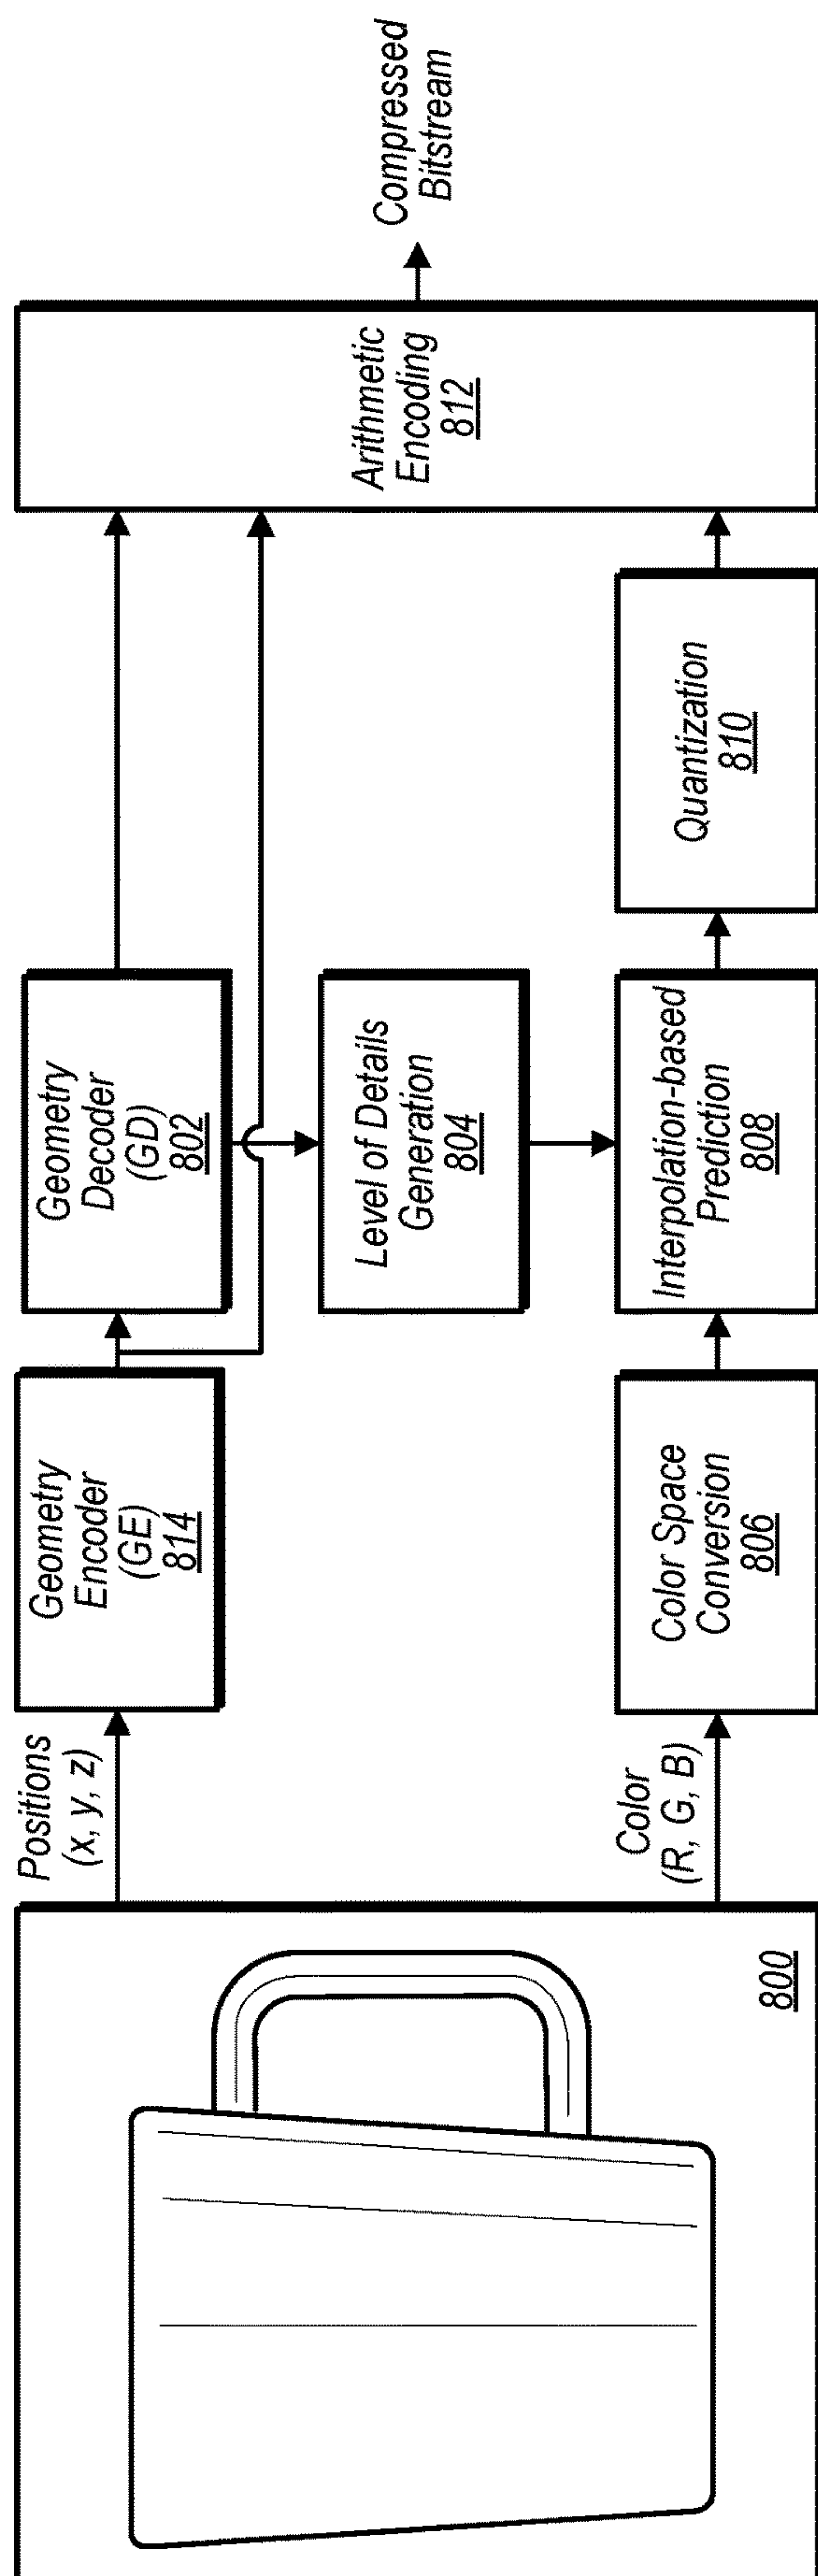 800
Positions
(x, y, z)
Color
(R, G, B)
Geometry
Encoder
(GE)
814
Color Space
Conversion
806
Geometry
Decoder
(GD)
802
Level of Details
Generation
804
Interpolation-based
Prediction
808
Quantization
810
Arithmetic
Encoding
812
Compressed
Bitstream